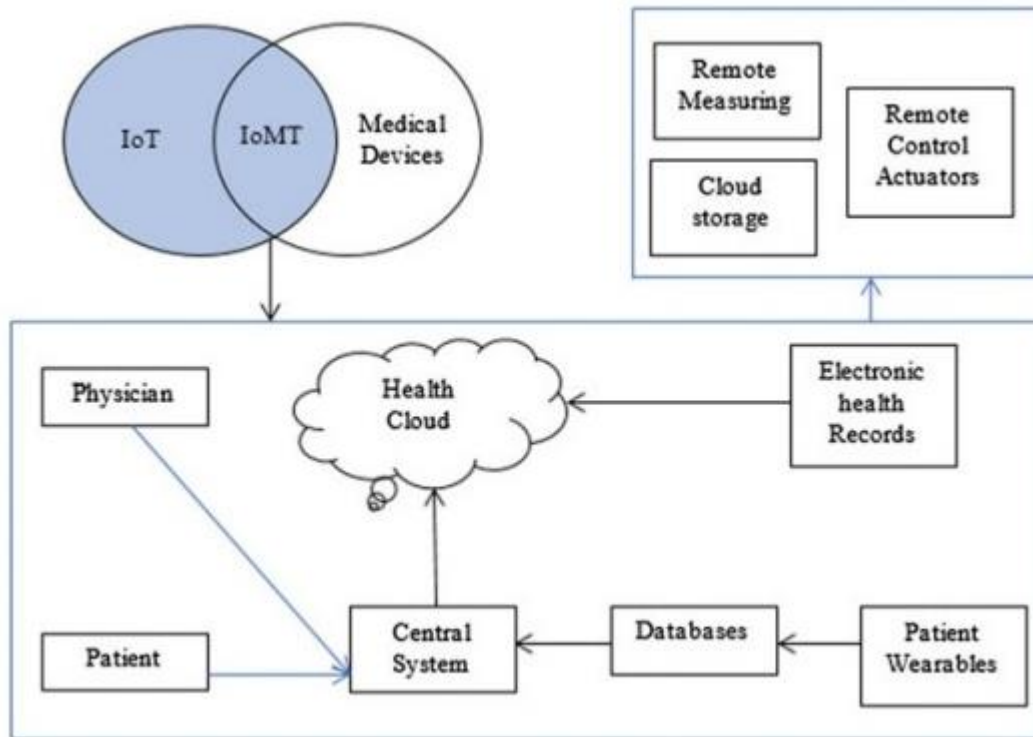 IoT
IoMT
Medical
Devices
Remote
Measuring
Cloud
storage
Remote
Control
Actuators
Physician
Health
Cloud
Electronic
health
Records
Patient
Central
System
Databases
Patient
Wearables